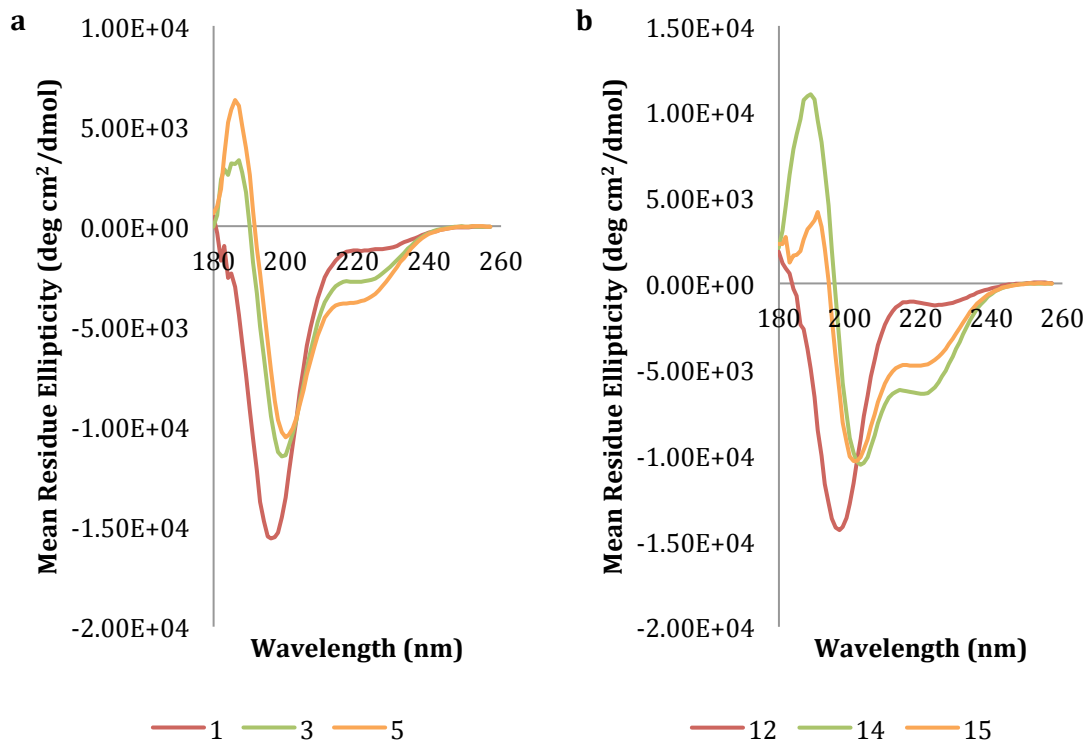 a
1.00E+04
5.00E+03
0.00E+00
-5.00E+03
-1.00E+04
-1.50E+04
-2.00E+04
180 200 220 240 260
Mean Residue Ellipticity (deg cm²/dmol)
Wavelength (nm)
1 3 5
b
1.50E+04
1.00E+04
5.00E+03
0.00E+00
-5.00E+03
-1.00E+04
-1.50E+04
-2.00E+04
180 200 220 240 260
Mean Residue Ellipticity (deg cm²/dmol)
Wavelength (nm)
12 14 15